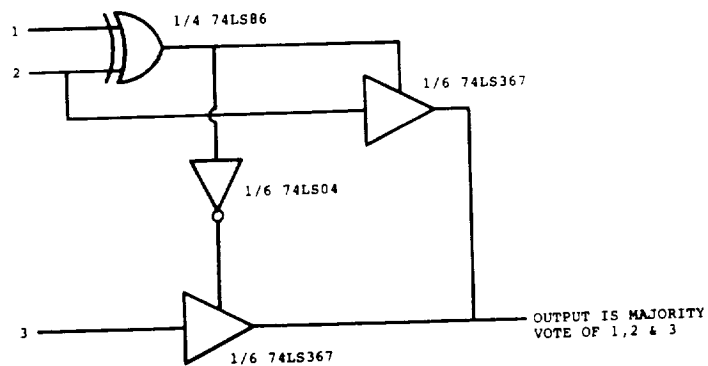 1/4 74LS86
1
2
1/6 74LS367
1/6 74LS04
3
1/6 74LS367
OUTPUT IS MAJORITY
VOTE OF 1,2 & 3